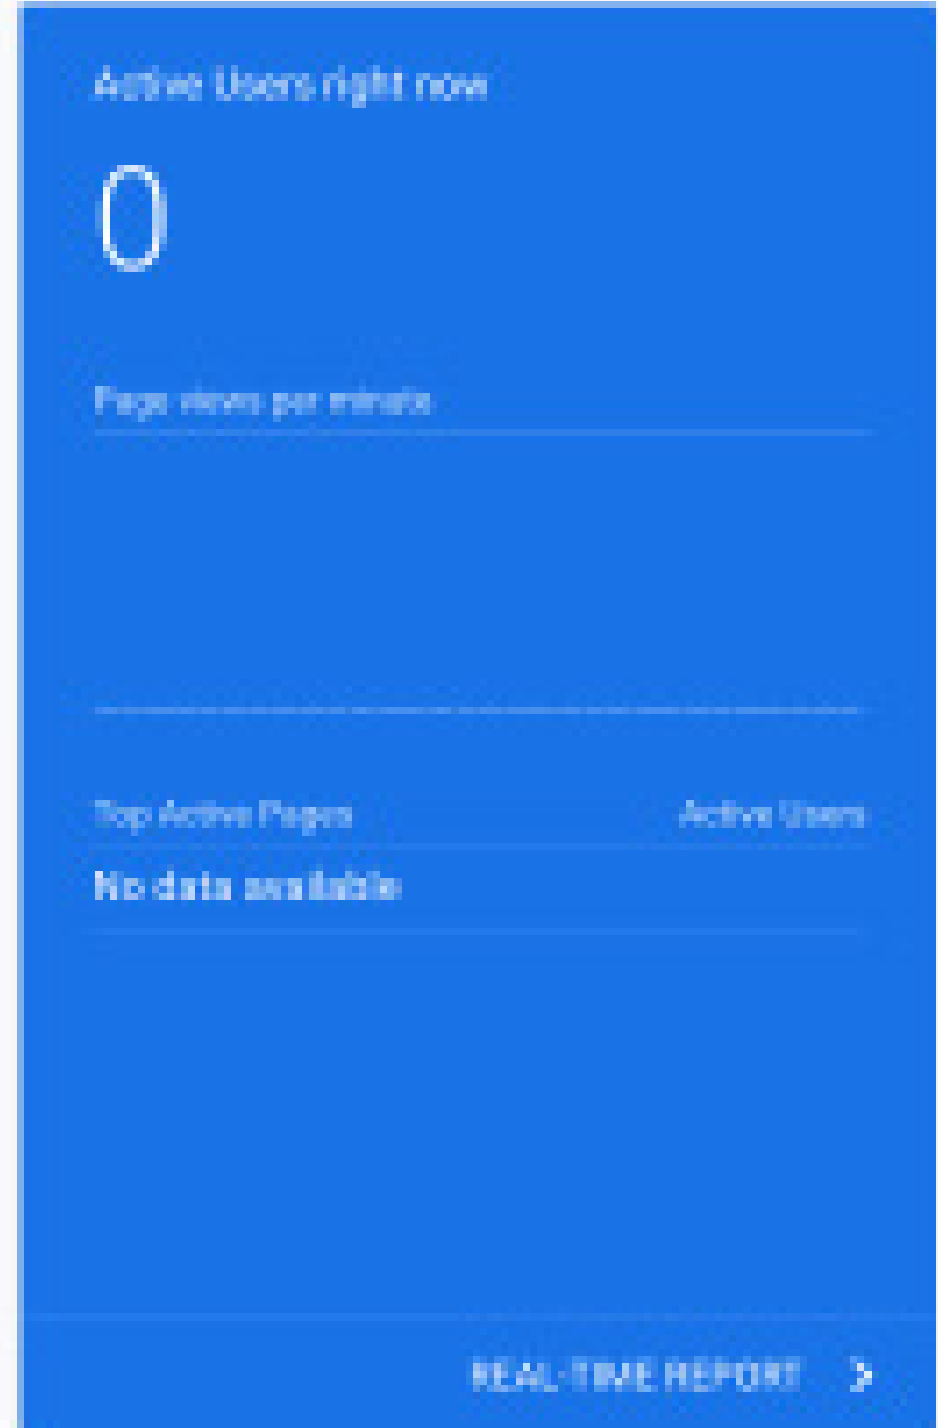 Active Users right now
0
Page views per minute
Top Active Pages Active Users
No data available
REAL-TIME REPORT